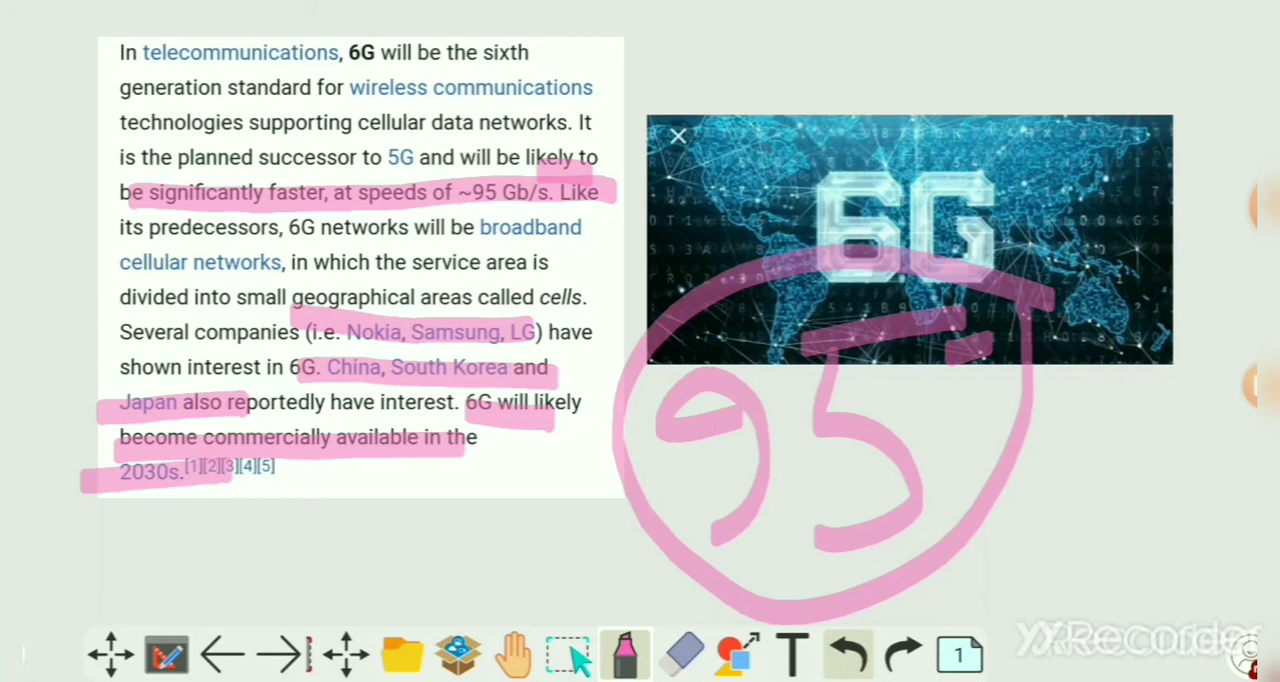 In telecommunications, 6G will be the sixth
generation standard for wireless communications
technologies supporting cellular data networks. It
is the planned successor to 5G and will be likely to
be significantly faster, at speeds of ~95 Gb/s. Like
its predecessors, 6G networks will be broadband
cellular networks, in which the service area is
divided into small geographical areas called cells.
Several companies (i.e. Nokia, Samsung, LG) have
shown interest in 6G. China, South Korea and
Japan also reportedly have interest. 6G will likely
become commercially available in the
2030s.[1][2][3][4][5]
6G
95
T
1
XRecorder